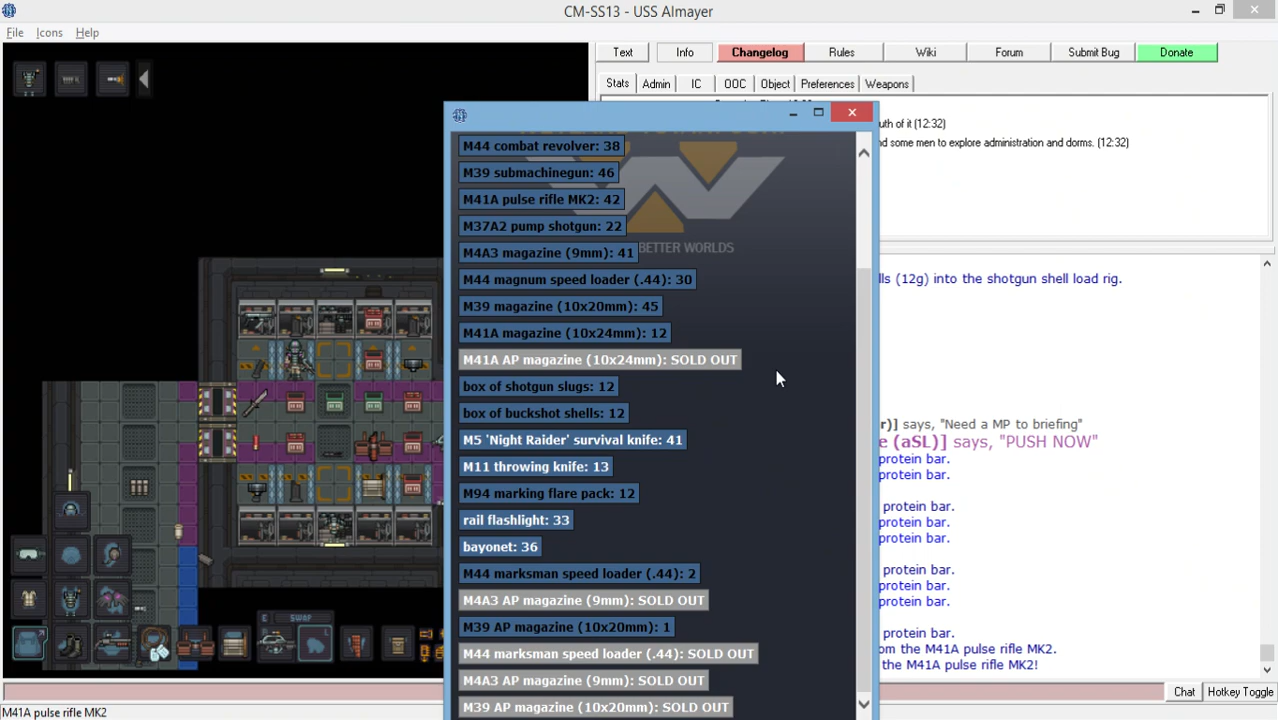 CM-SS13 - USS Almayer
File Icons Help
Text Info Changelog Rules Wiki Forum Submit Bug Donate
Stats Admin IC OOC Object Preferences Weapons
uth of it (12:32)
nd some men to explore administration and dorms. (12:32)
M44 combat revolver: 38
M39 submachinegun: 46
M41A pulse rifle MK2: 42
M37A2 pump shotgun: 22
BETTER WORLDS
M4A3 magazine (9mm): 41
M44 magnum speed loader (.44): 30
lls (12g) into the shotgun shell load rig.
M39 magazine (10x20mm): 45
M41A magazine (10x24mm): 12
M41A AP magazine (10x24mm): SOLD OUT
box of shotgun slugs: 12
box of buckshot shells: 12
M5 'Night Raider' survival knife: 41
M11 throwing knife: 13
M94 marking flare pack: 12
rail flashlight: 33
bayonet: 36
M44 marksman speed loader (.44): 2
M4A3 AP magazine (9mm): SOLD OUT
M39 AP magazine (10x20mm): 1
M44 marksman speed loader (.44): SOLD OUT
M4A3 AP magazine (9mm): SOLD OUT
M39 AP magazine (10x20mm): SOLD OUT
r)] says, "Need a MP to briefing"
e (aSL)] says, "PUSH NOW"
protein bar.
protein bar.
protein bar.
protein bar.
protein bar.
protein bar.
protein bar.
protein bar.
protein bar.
om the M41A pulse rifle MK2.
the M41A pulse rifle MK2!
E SWAP
Chat Hotkey Toggle
M41A pulse rifle MK2